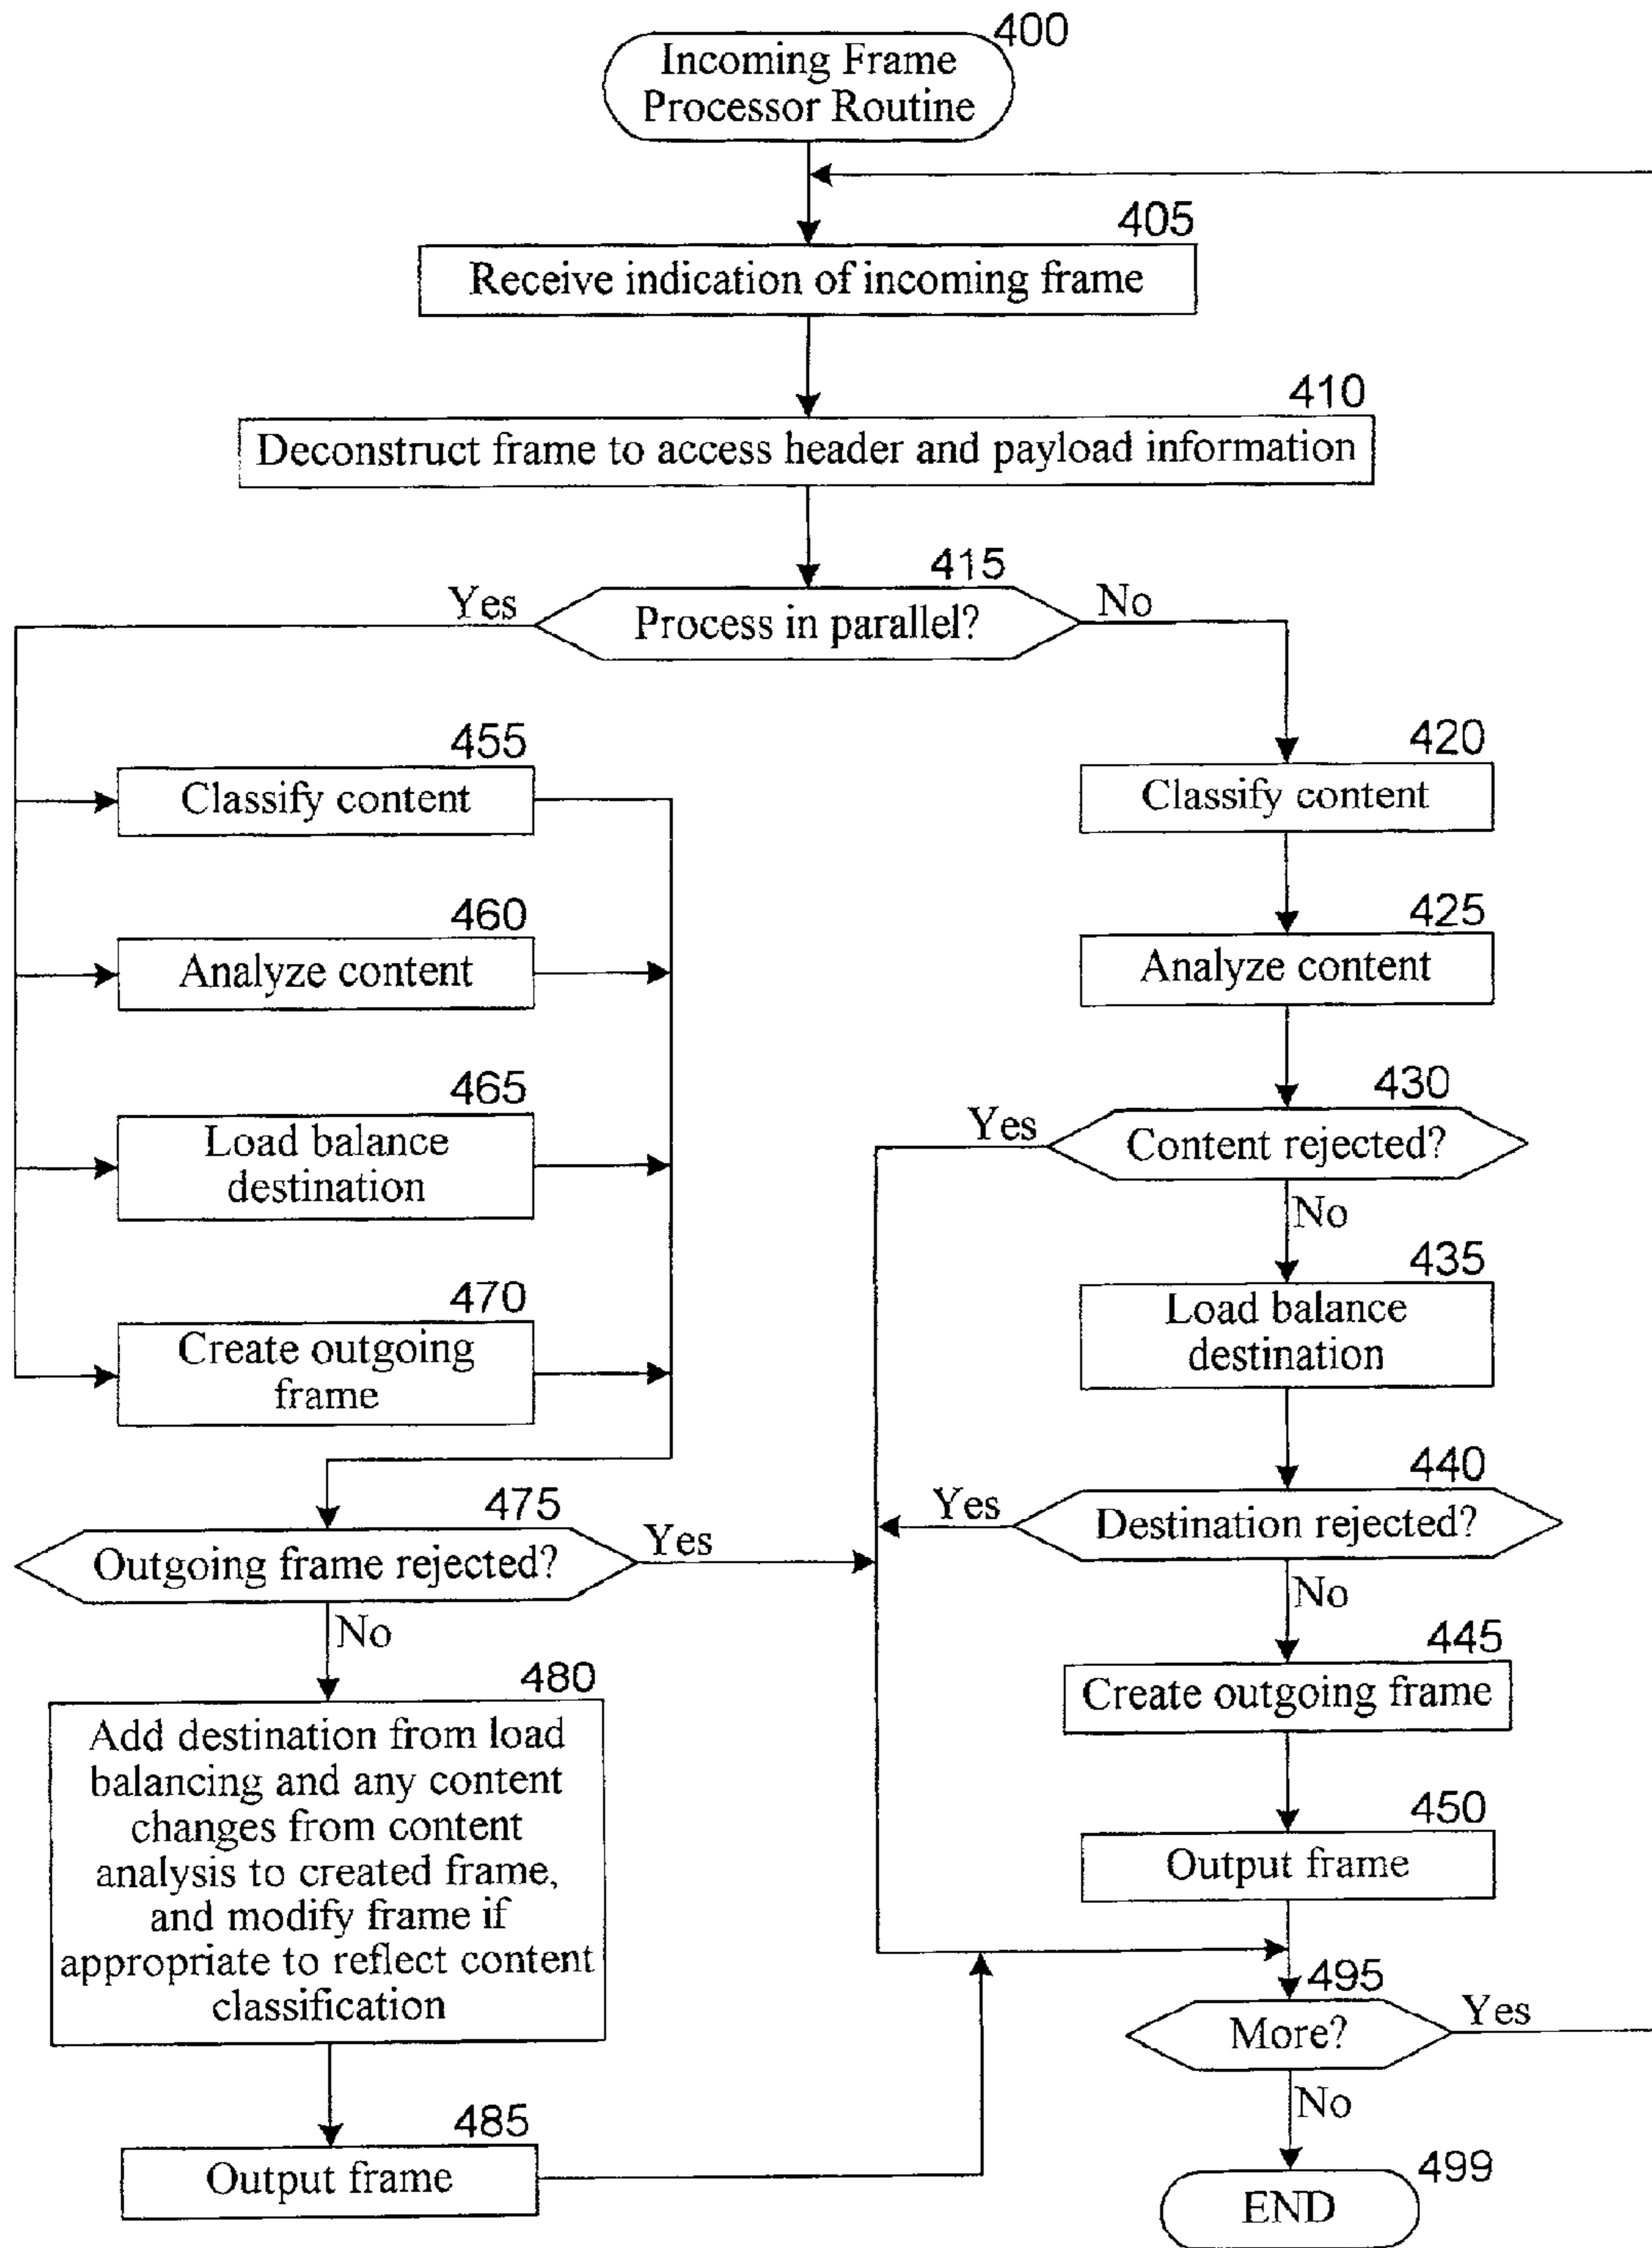 400
Incoming Frame
Processor Routine
405
Receive indication of incoming frame
410
Deconstruct frame to access header and payload information
415
Process in parallel?
Yes
No
455
Classify content
460
Analyze content
465
Load balance
destination
470
Create outgoing
frame
475
Outgoing frame rejected?
Yes
No
480
Add destination from load
balancing and any content
changes from content
analysis to created frame,
and modify frame if
appropriate to reflect content
classification
485
Output frame
420
Classify content
425
Analyze content
430
Content rejected?
Yes
No
435
Load balance
destination
440
Destination rejected?
Yes
No
445
Create outgoing frame
450
Output frame
495
More?
Yes
No
499
END